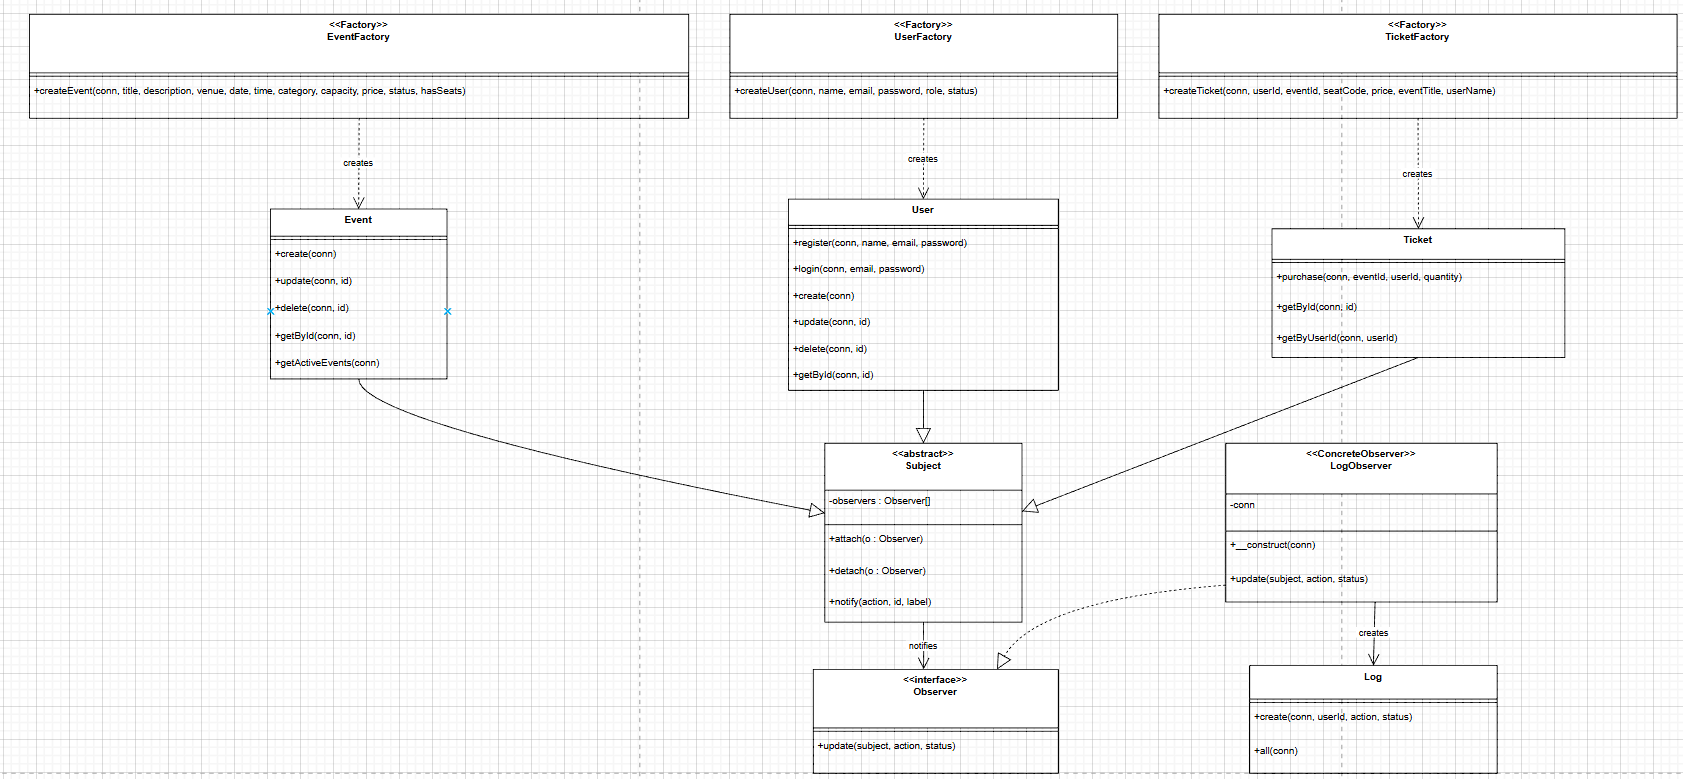 <<Factory>>
EventFactory
+createEvent(conn, title, description, venue, date, time, category, capacity, price, status, hasSeats)
<<Factory>>
UserFactory
+createUser(conn, name, email, password, role, status)
<<Factory>>
TicketFactory
+createTicket(conn, userId, eventId, seatCode, price, eventTitle, userName)
creates
creates
creates
Event
+create(conn)
+update(conn, id)
+delete(conn, id)
+getById(conn, id)
+getActiveEvents(conn)
User
+register(conn, name, email, password)
+login(conn, email, password)
+create(conn)
+update(conn, id)
+delete(conn, id)
+getById(conn, id)
Ticket
+purchase(conn, eventId, userId, quantity)
+getById(conn, id)
+getByUserId(conn, userId)
<<abstract>>
Subject
-observers : Observer[]
+attach(o : Observer)
+detach(o : Observer)
+notify(action, id, label)
<<ConcreteObserver>>
LogObserver
-conn
+__construct(conn)
+update(subject, action, status)
notifies
creates
<<interface>>
Observer
+update(subject, action, status)
Log
+create(conn, userId, action, status)
+all(conn)